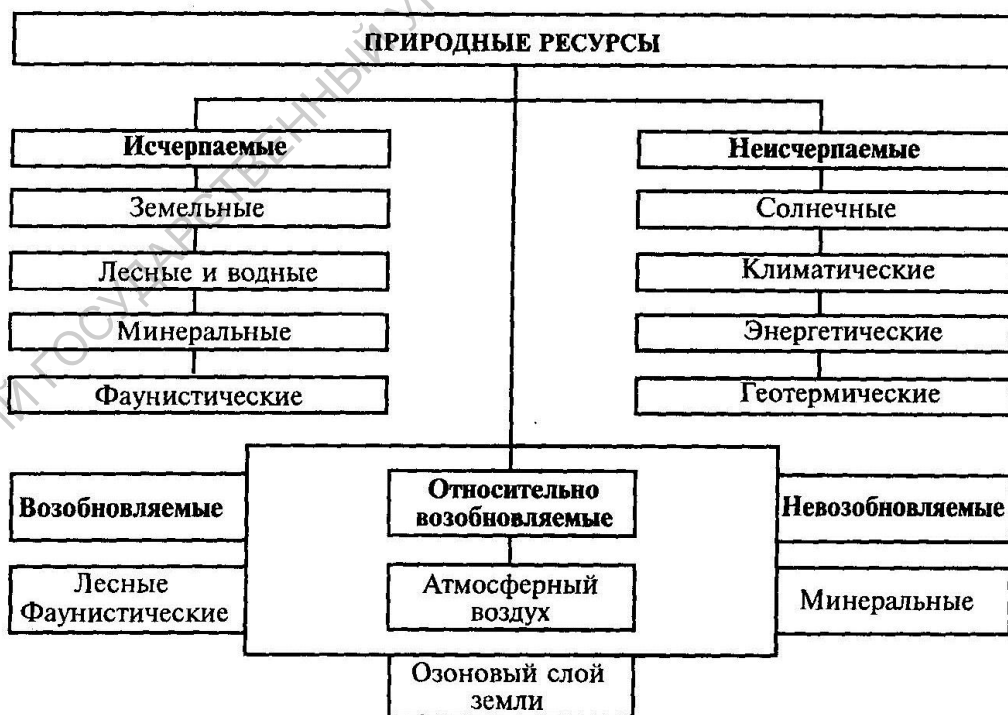 ПРИРОДНЫЕ РЕСУРСЫ
Исчерпаемые
Неисчерпаемые
Земельные
Солнечные
Лесные и водные
Климатические
Минеральные
Энергетические
Фаунистические
Геотермические
Возобновляемые
Относительно
возобновляемые
Невозобновляемые
Лесные
Фаунистические
Атмосферный
воздух
Минеральные
Озоновый слой
земли
ГОСУДАРСТВЕННЫЙ